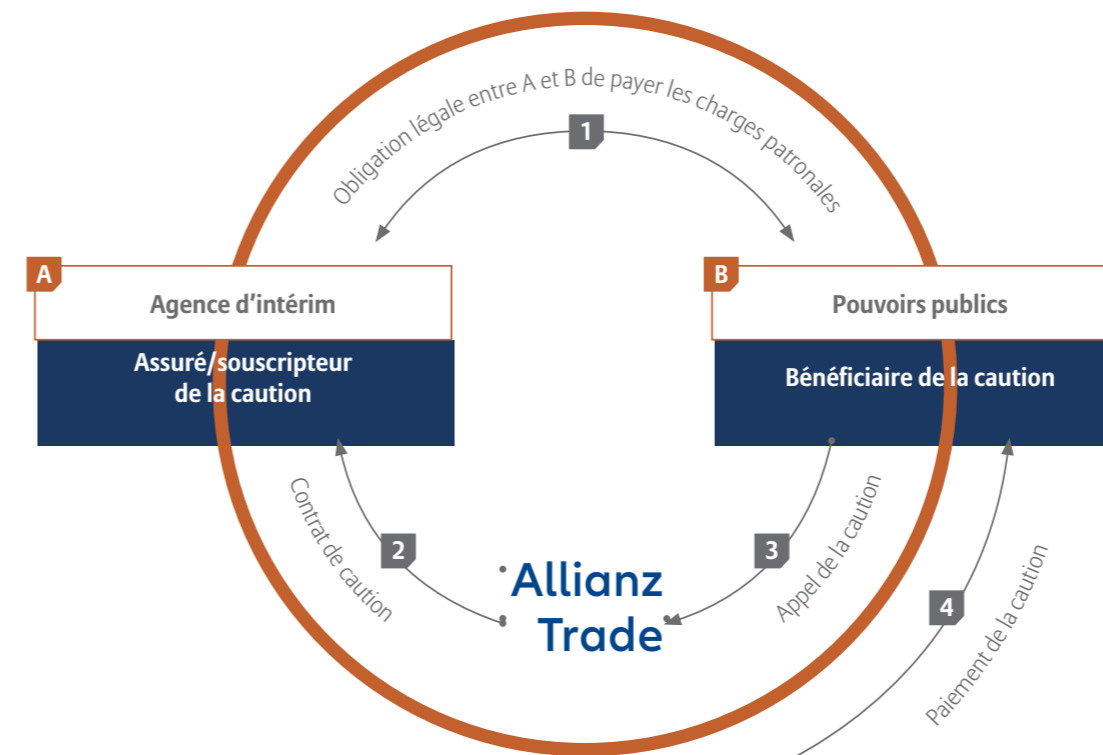 Obligation légale entre A et B de payer les charges patronales
1
A
Agence d'intérim
Assuré/souscripteur
de la caution
B
Pouvoirs publics
Bénéficiaire de la caution
Contrat de caution
2
Allianz
Trade
3
Appel de la caution
4
Paiement de la caution